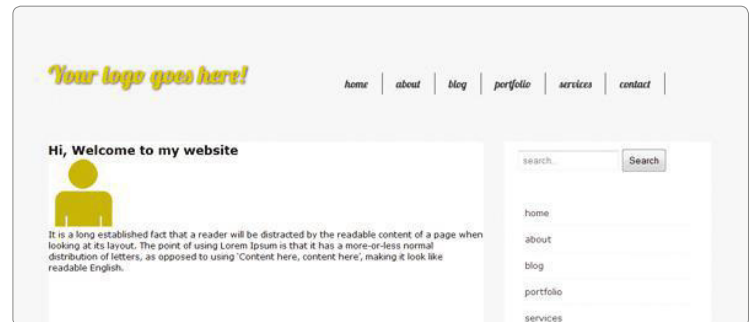 Your logo goes here!
home about blog portfolio services contact
Hi, Welcome to my website
It is a long established fact that a reader will be distracted by the readable content of a page when
looking at its layout. The point of using Lorem Ipsum is that it has a more-or-less normal
distribution of letters, as opposed to using 'Content here, content here', making it look like
readable English.
search... Search
home
about
blog
portfolio
services